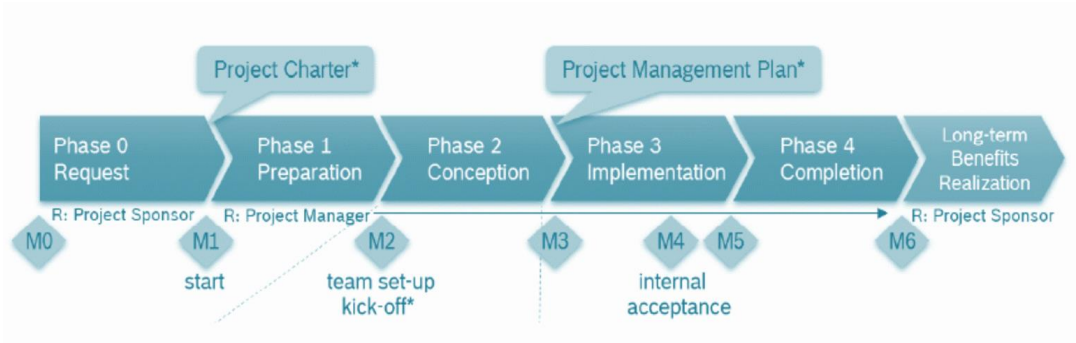 Project Charter*
Project Management Plan*
Phase 0
Request
Phase 1
Preparation
Phase 2
Conception
Phase 3
Implementation
Phase 4
Completion
Long-term
Benefits
Realization
R: Project Sponsor
R: Project Manager
R: Project Sponsor
M0
M1
M2
M3
M4
M5
M6
start
team set-up
kick-off*
internal
acceptance